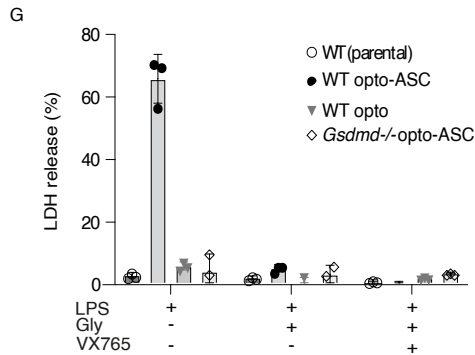 G
80
60
40
20
0
LDH release (%)
WT (parental)
WT opto-ASC
WT opto
Gsdmd-/- opto-ASC
LPS + + +
Gly - + +
VX765 - - +